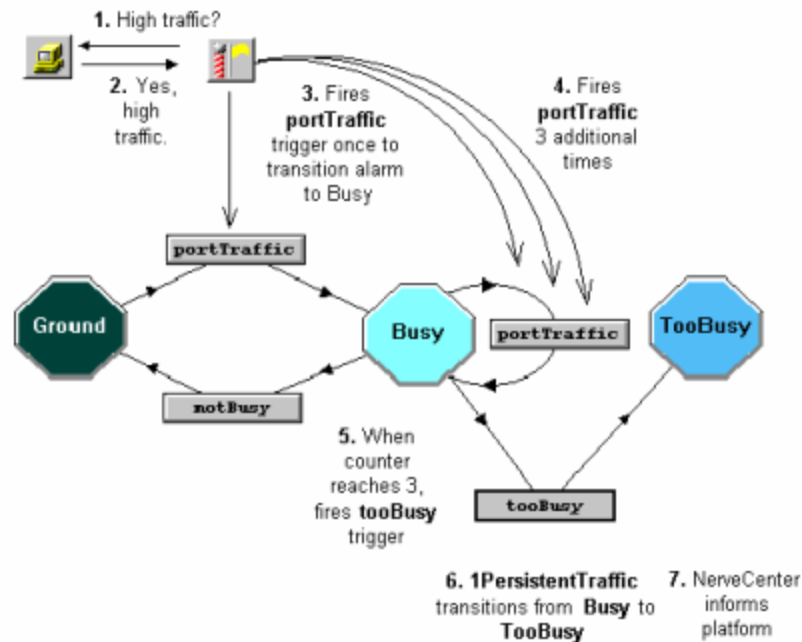 1. High traffic?
2. Yes,
high
traffic.
3. Fires
portTraffic
trigger once to
transition alarm
to Busy
4. Fires
portTraffic
3 additional
times
portTraffic
Ground
Busy
portTraffic
TooBusy
notBusy
5. When
counter
reaches 3,
fires tooBusy
trigger
tooBusy
6. 1PersistentTraffic
transitions from Busy to
TooBusy
7. NerveCenter
informs
platform